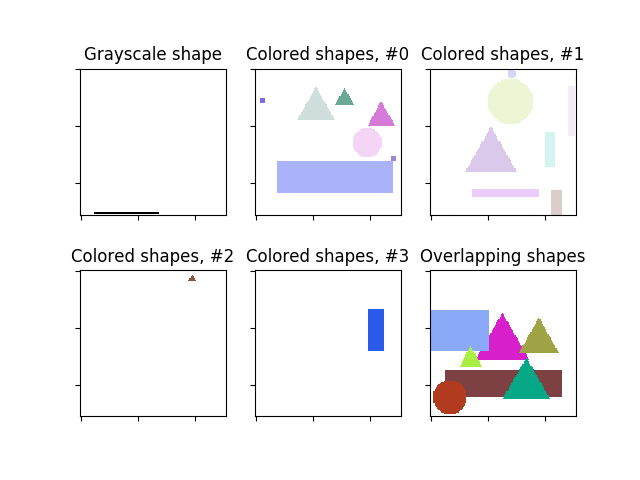 Grayscale shape
Colored shapes, #0
Colored shapes, #1
Colored shapes, #2
Colored shapes, #3
Overlapping shapes